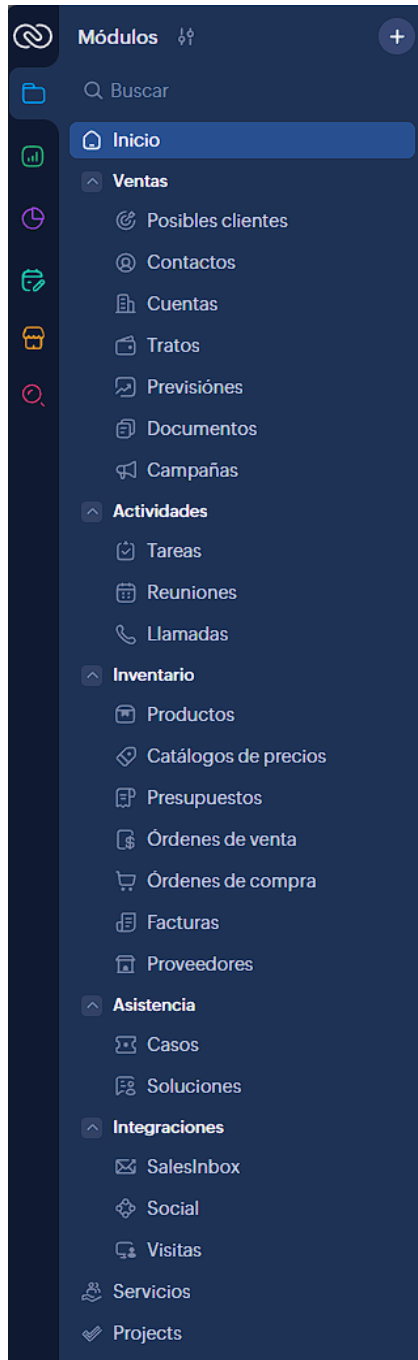 Módulos
Buscar
Inicio
Ventas
Posibles clientes
Contactos
Cuentas
Tratos
Previsiónes
Documentos
Campañas
Actividades
Tareas
Reuniones
Llamadas
Inventario
Productos
Catálogos de precios
Presupuestos
Órdenes de venta
Órdenes de compra
Facturas
Proveedores
Asistencia
Casos
Soluciones
Integraciones
SalesInbox
Social
Visitas
Servicios
Projects